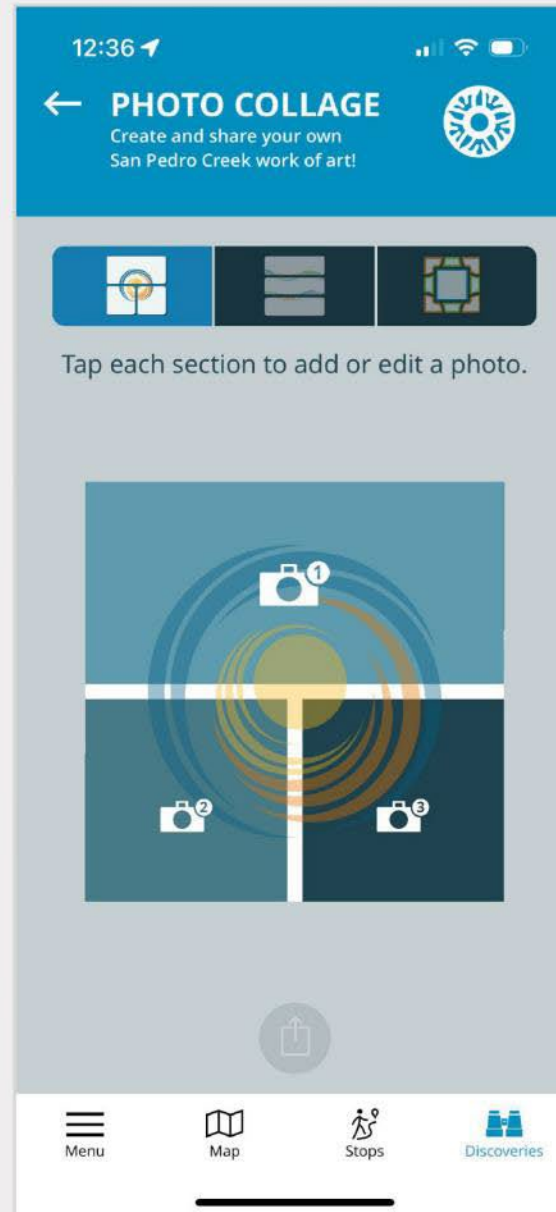 12:36
PHOTO COLLAGE
Create and share your own
San Pedro Creek work of art!
Tap each section to add or edit a photo.
1
2
3
Menu
Map
Stops
Discoveries